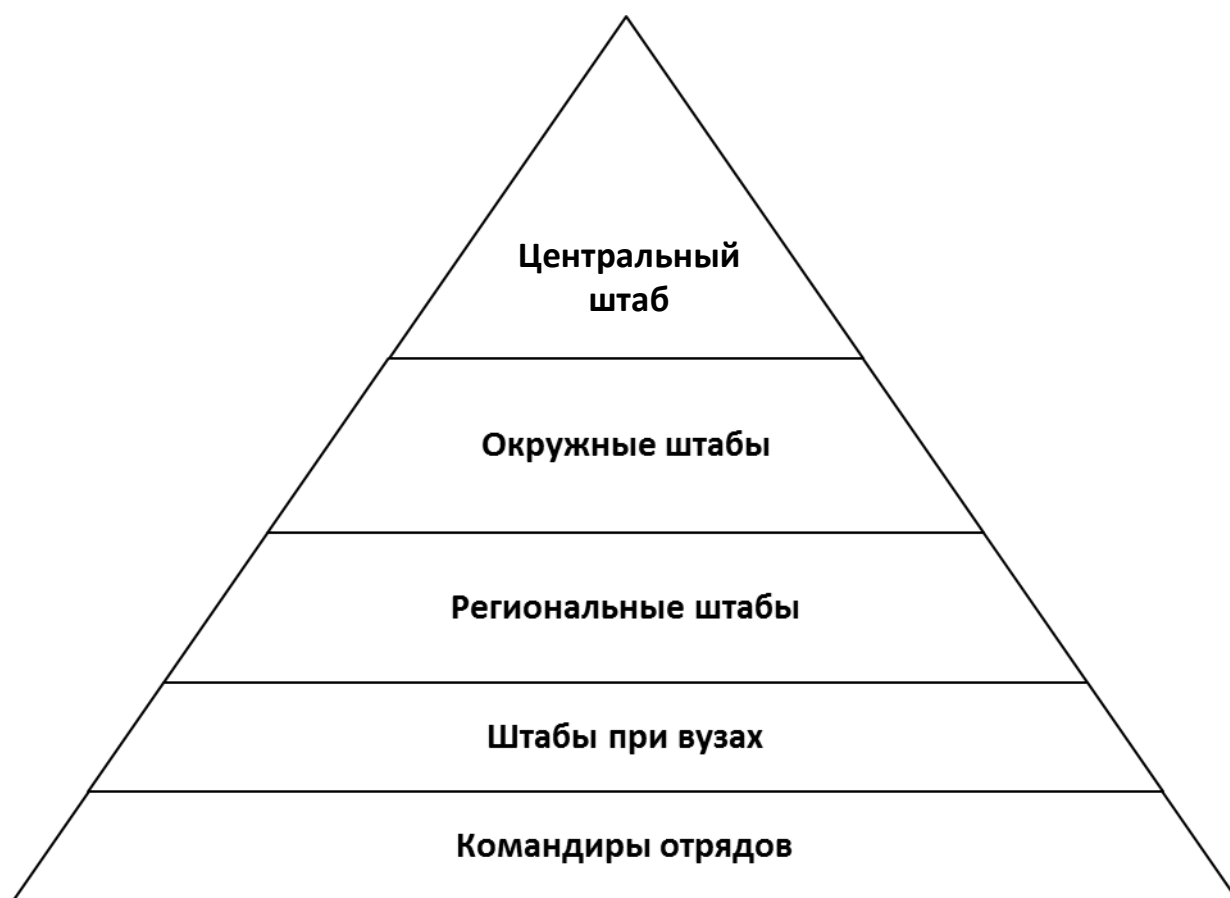 Центральный
штаб
Окружные штабы
Региональные штабы
Штабы при вузах
Командиры отрядов